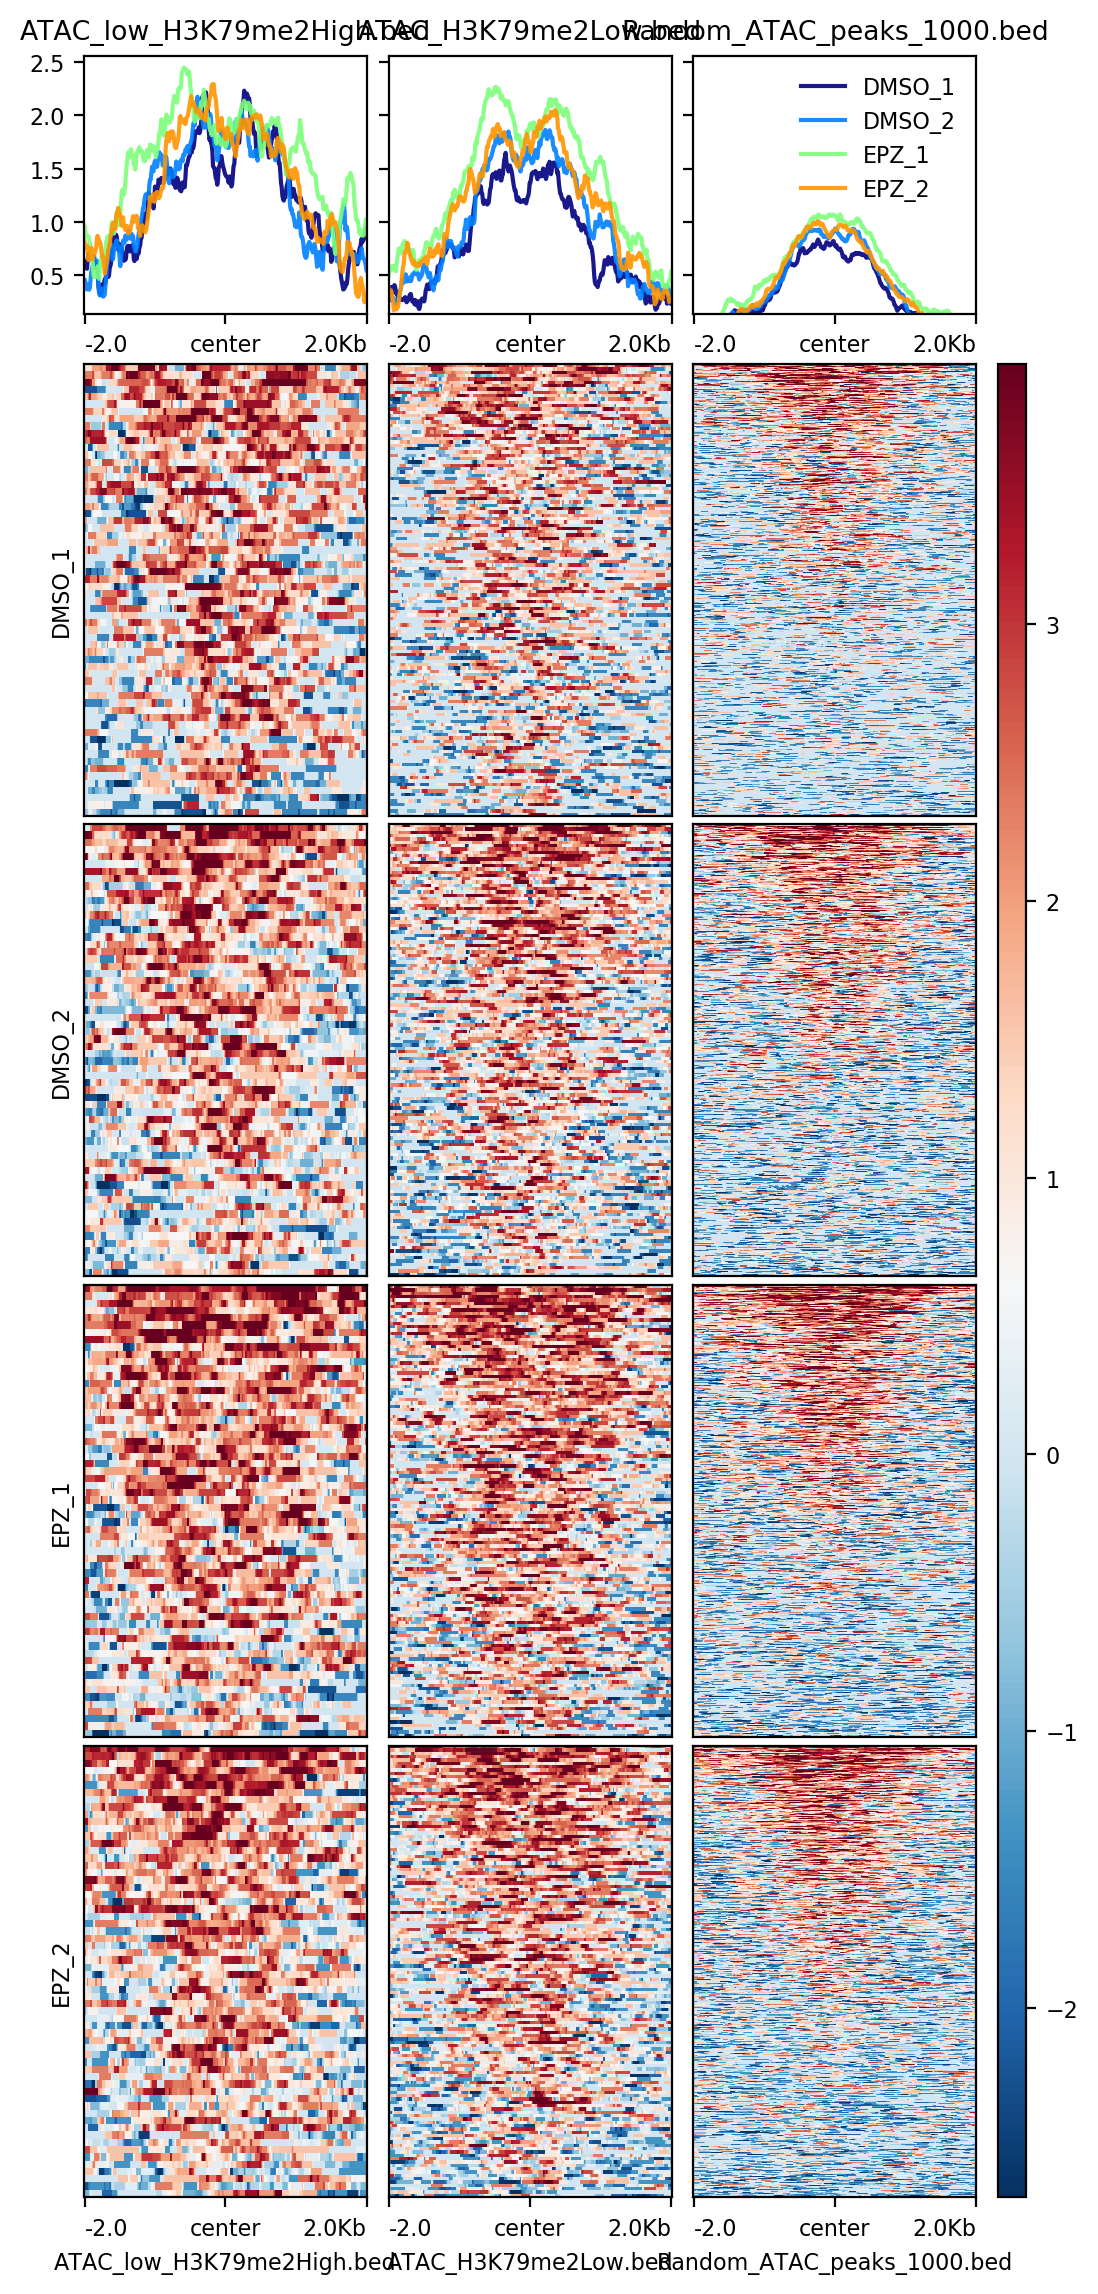 ATAC_low_H3K79me2High.bed ATAC_H3K79me2Low.bed Random_ATAC_peaks_1000.bed
2.5
2.0
1.5
1.0
0.5
DMSO_1
DMSO_2
EPZ_1
EPZ_2
-2.0 center 2.0Kb -2.0 center 2.0Kb -2.0 center 2.0Kb
DMSO_1
DMSO_2
EPZ_1
EPZ_2
3
2
1
0
−1
−2
-2.0 center 2.0Kb -2.0 center 2.0Kb -2.0 center 2.0Kb
ATAC_low_H3K79me2High.bed ATAC_H3K79me2Low.bed Random_ATAC_peaks_1000.bed